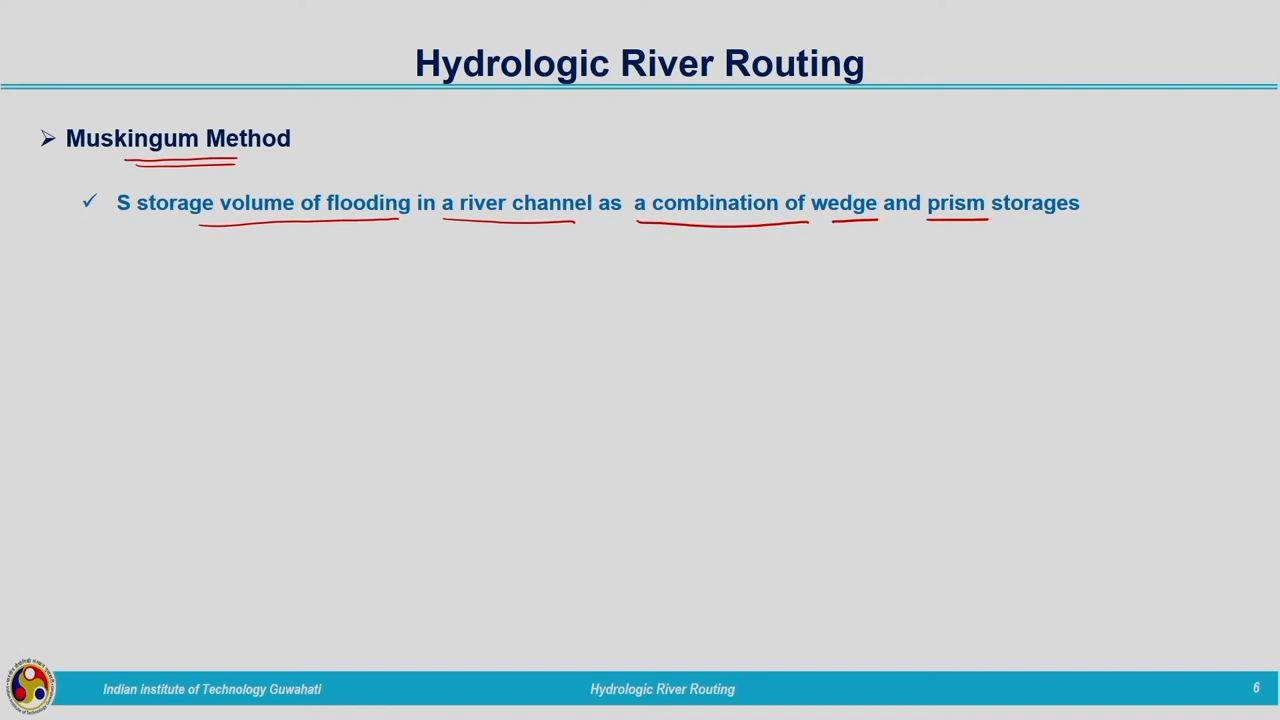 Hydrologic River Routing
Muskingum Method
S storage volume of flooding in a river channel as a combination of wedge and prism storages
Indian institute of Technology Guwahati
Hydrologic River Routing
6